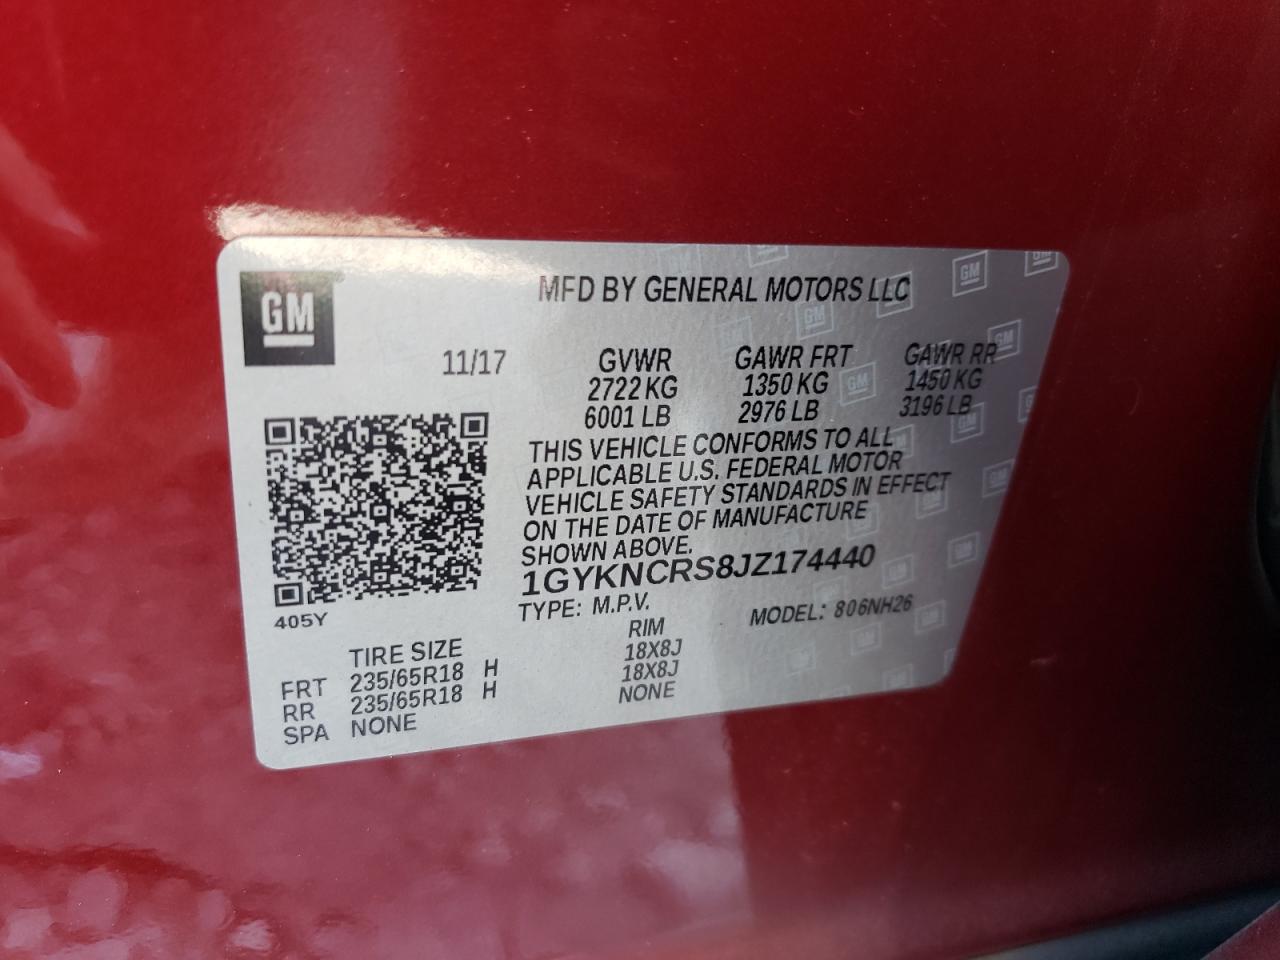 GM
MFD BY GENERAL MOTORS LLC
11/17
GVWR GAWR FRT GAWR RR
2722 KG 1350 KG 1450 KG
6001 LB 2976 LB 3196 LB
THIS VEHICLE CONFORMS TO ALL
APPLICABLE U.S. FEDERAL MOTOR
VEHICLE SAFETY STANDARDS IN EFFECT
ON THE DATE OF MANUFACTURE
SHOWN ABOVE.
1GYKNCRS8JZ174440
405Y
TYPE: M.P.V. MODEL: 806NH26
TIRE SIZE RIM
FRT 235/65R18 H 18X8J
RR 235/65R18 H 18X8J
SPA NONE NONE